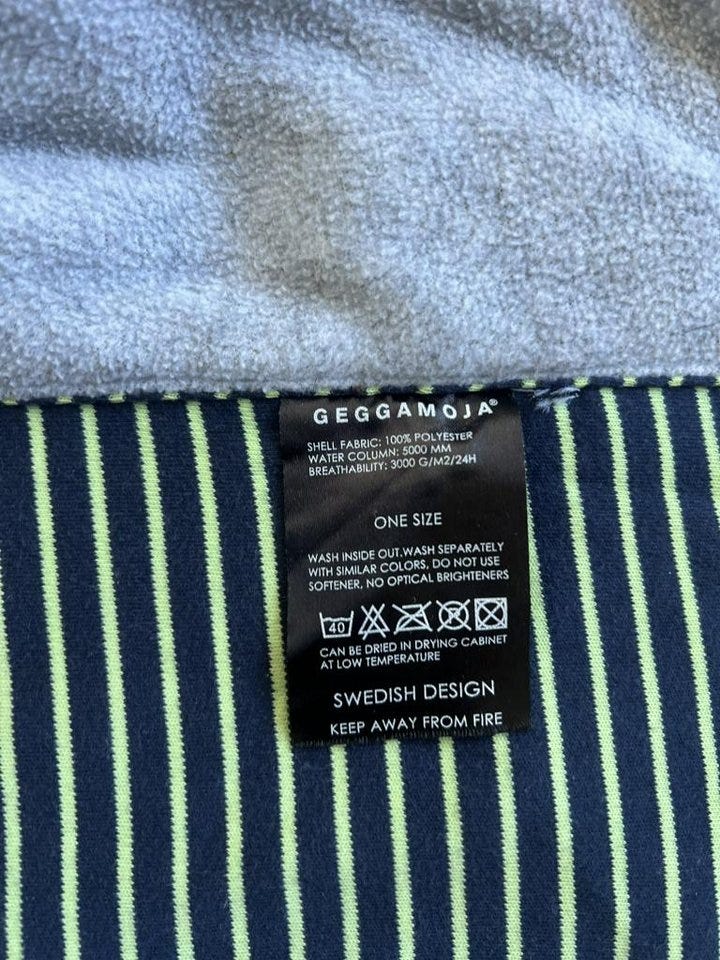 GEGGAMOJA®
SHELL FABRIC: 100% POLYESTER
WATER COLUMN: 5000 MM
BREATHABILITY: 3000 G/M2/24H
ONE SIZE
WASH INSIDE OUT.WASH SEPARATELY
WITH SIMILAR COLORS, DO NOT USE
SOFTENER, NO OPTICAL BRIGHTENERS
40
CAN BE DRIED IN DRYING CABINET
AT LOW TEMPERATURE
SWEDISH DESIGN
KEEP AWAY FROM FIRE